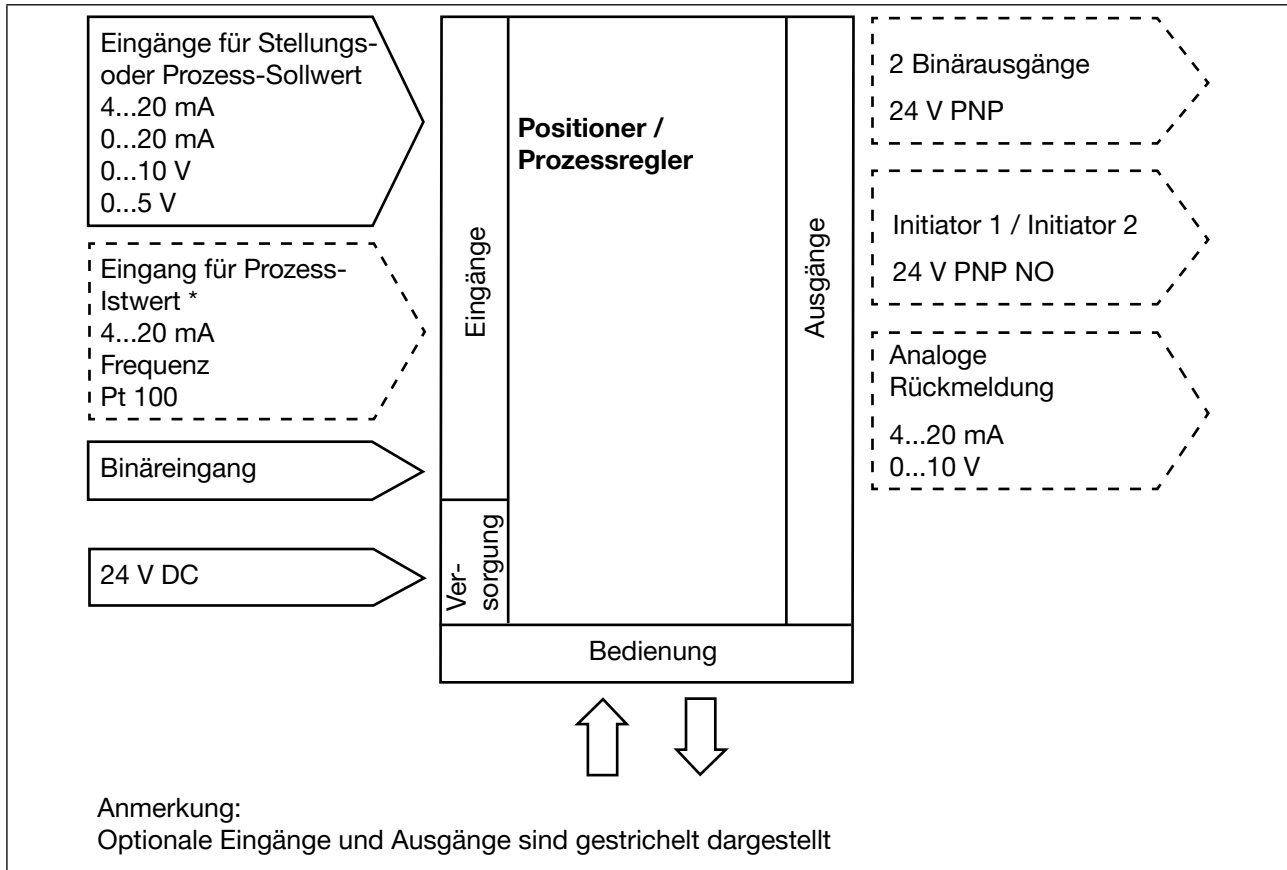 Eingänge für Stellungs-
oder Prozess-Sollwert
4...20 mA
0...20 mA
0...10 V
0...5 V
Eingang für Prozess-
Istwert *
4...20 mA
Frequenz
Pt 100
Binäreingang
24 V DC
Eingänge
Ver-
sorgung
Positioner /
Prozessregler
Ausgänge
Bedienung
2 Binärausgänge
24 V PNP
Initiator 1 / Initiator 2
24 V PNP NO
Analoge
Rückmeldung
4...20 mA
0...10 V
Anmerkung:
Optionale Eingänge und Ausgänge sind gestrichelt dargestellt